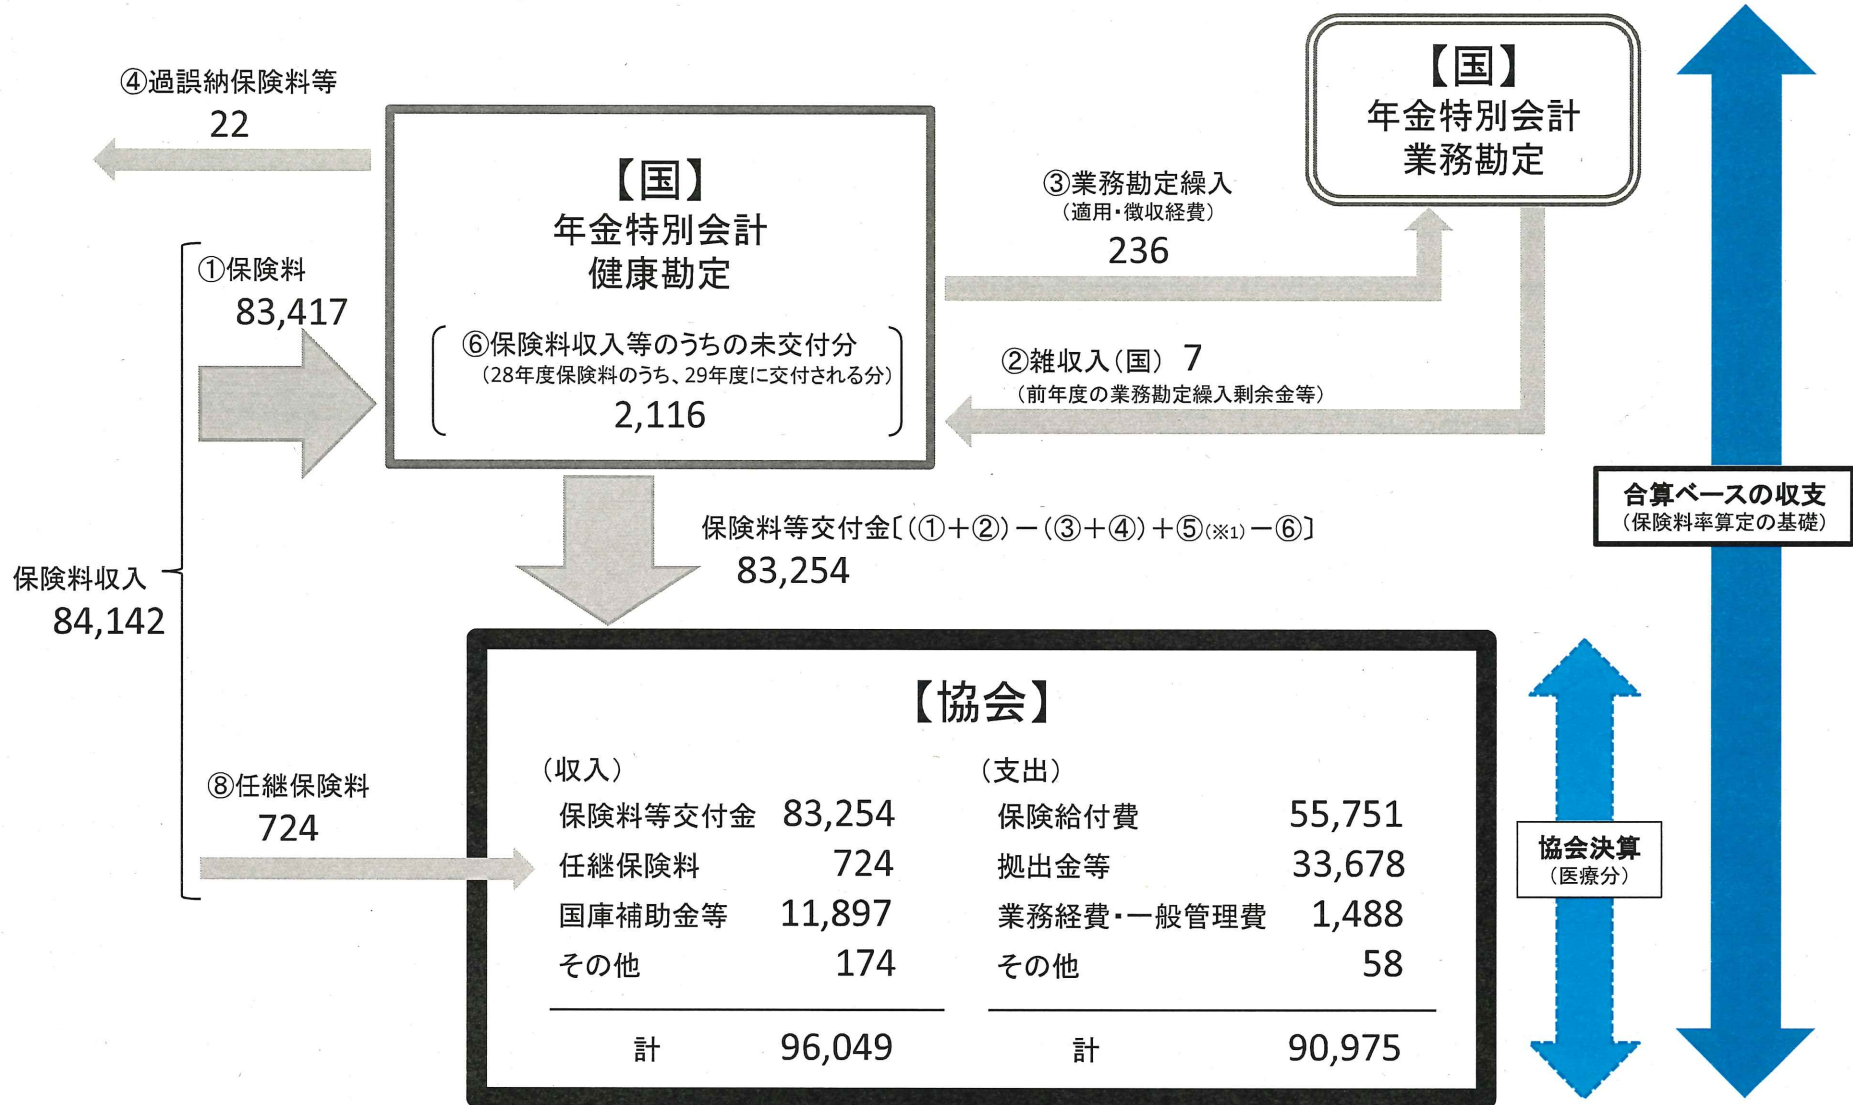 ④過誤納保険料等
22
【国】
年金特別会計
健康勘定
⑥保険料収入等のうちの未交付分
(28年度保険料のうち、29年度に交付される分)
2,116
【国】
年金特別会計
業務勘定
③業務勘定繰入
(適用・徴収経費)
236
②雑収入(国) 7
(前年度の業務勘定繰入剰余金等)
①保険料
83,417
保険料収入
84,142
保険料等交付金〔(①+②)-(③+④)+⑤(※1)-⑥〕
83,254
合算ベースの収支
(保険料率算定の基礎)
⑧任継保険料
724
【協会】
(収入)
保険料等交付金 83,254
任継保険料 724
国庫補助金等 11,897
その他 174
計 96,049
(支出)
保険給付費 55,751
拠出金等 33,678
業務経費・一般管理費 1,488
その他 58
計 90,975
協会決算
(医療分)